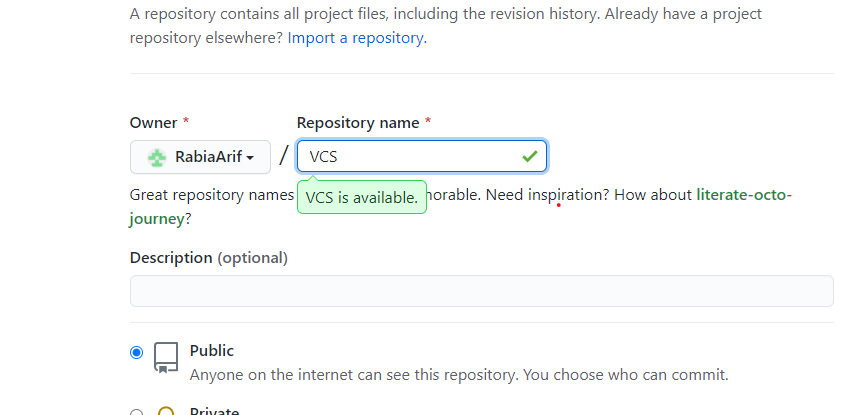 A repository contains all project files, including the revision history. Already have a project
repository elsewhere? Import a repository.
Owner *
Repository name *
RabiaArif / VCS
Great repository names norable. Need inspiration? How about literate-octo-
journey?
VCS is available.
Description (optional)
Public
Anyone on the internet can see this repository. You choose who can commit.
Private